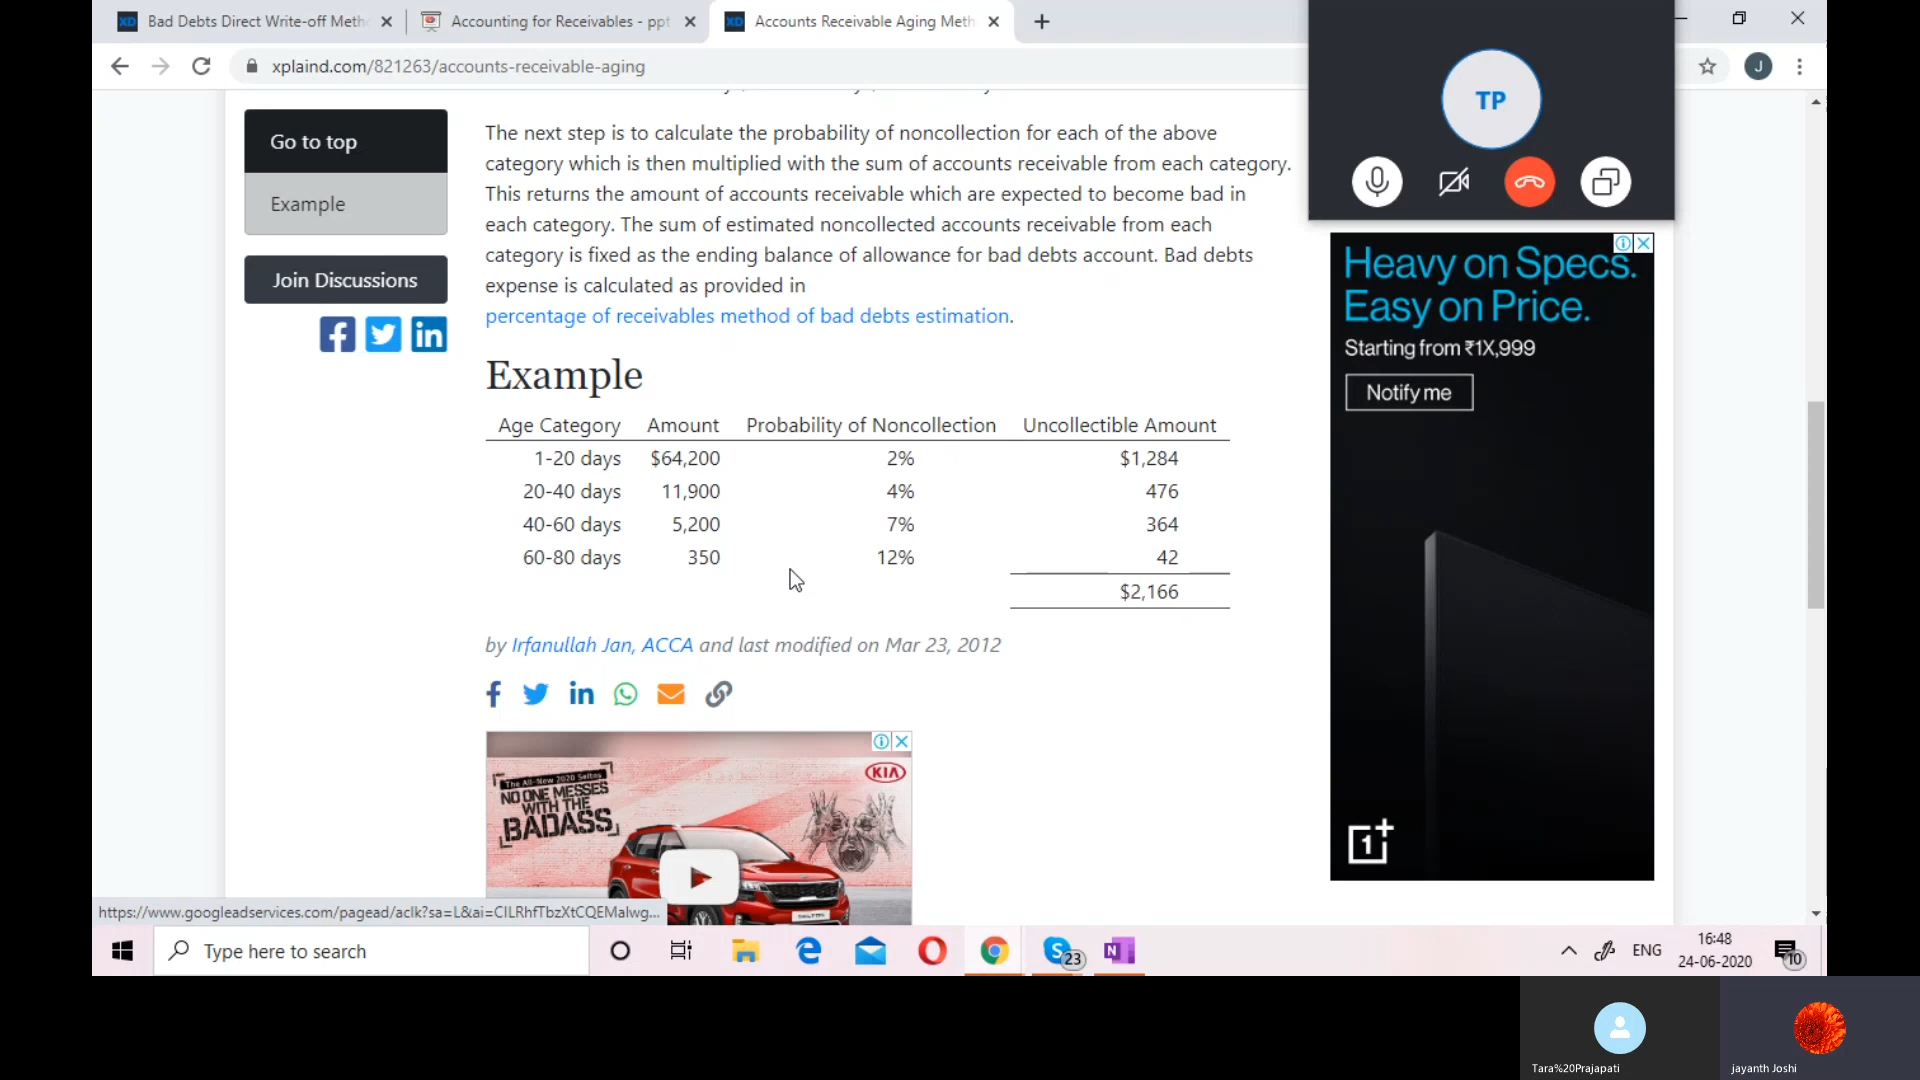 Bad Debts Direct Write-off Meth
Accounting for Receivables - ppt
Accounts Receivable Aging Meth
xplaind.com/821263/accounts-receivable-aging
J
TP
Go to top
Example
Join Discussions
The next step is to calculate the probability of noncollection for each of the above
category which is then multiplied with the sum of accounts receivable from each category.
This returns the amount of accounts receivable which are expected to become bad in
each category. The sum of estimated noncollected accounts receivable from each
category is fixed as the ending balance of allowance for bad debts account. Bad debts
expense is calculated as provided in
percentage of receivables method of bad debts estimation.
Example
Age Category Amount Probability of Noncollection Uncollectible Amount
1-20 days $64,200 2% $1,284
20-40 days 11,900 4% 476
40-60 days 5,200 7% 364
60-80 days 350 12% 42
$2,166
by Irfanullah Jan, ACCA and last modified on Mar 23, 2012
Heavy on Specs.
Easy on Price.
Starting from ₹1X,999
Notify me
The All-New 2020 Seltos
NO ONE MESSES
WITH THE
BADASS
KIA
https://www.googleadservices.com/pagead/aclk?sa=L&ai=CILRhfTbzXtCQEMalwg...
Type here to search
23
ENG
16:48
24-06-2020
10
Tara%20Prajapati
jayanth Joshi